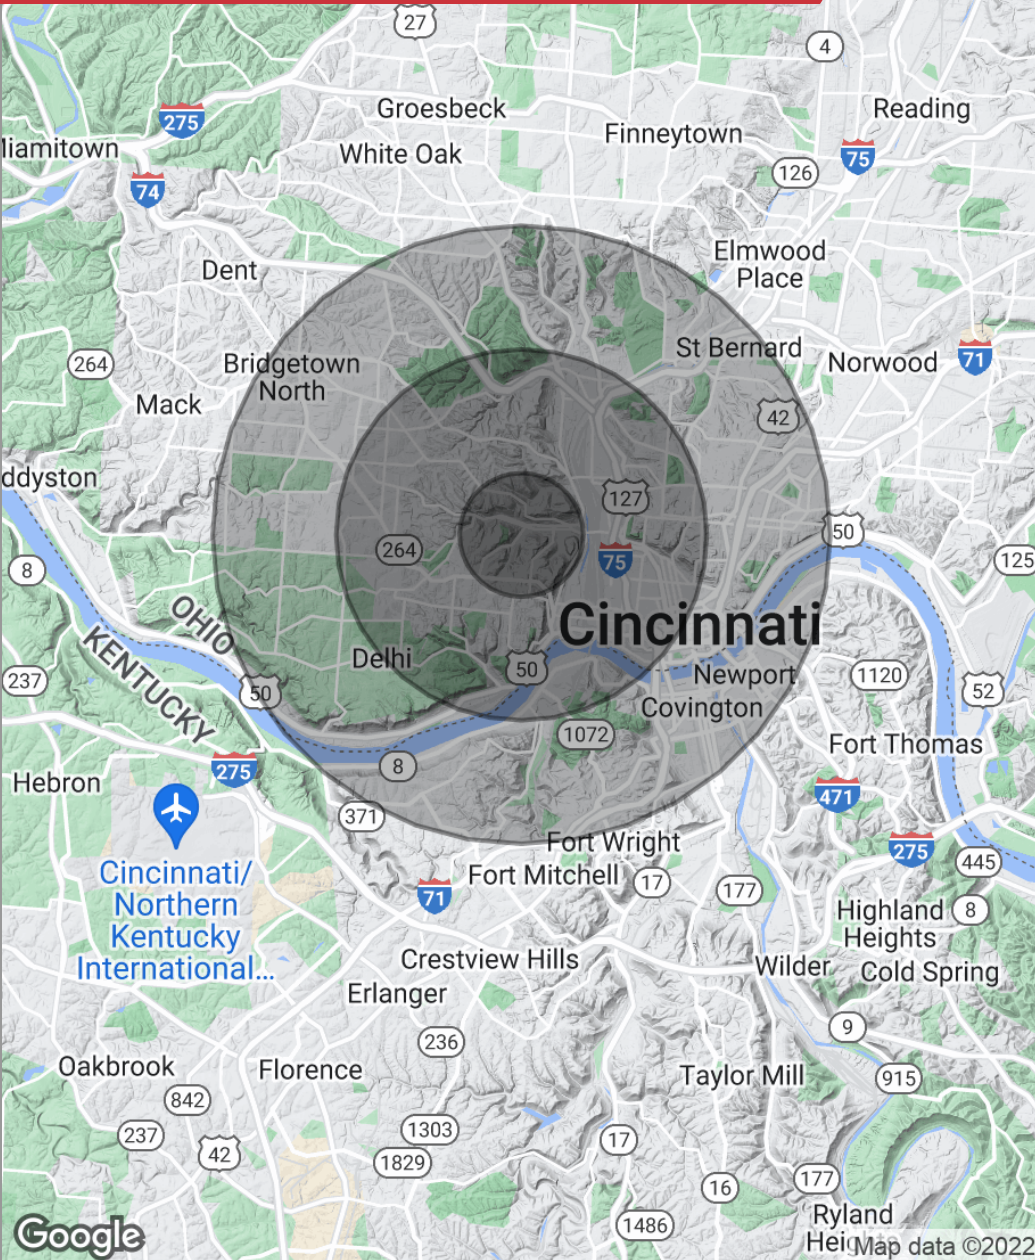 27
4
Groesbeck
Reading
275
Finneytown
liamitown
White Oak
75
126
74
Elmwood
Place
Dent
St Bernard
Bridgetown
North
Norwood
71
264
Mack
42
ddyston
127
50
264
75
125
8
OHIO
Cincinnati
KENTUCKY
Delhi
50
Newport
1120
237
50
52
Covington
1072
Fort Thomas
8
275
Hebron
471
371
Fort Wright
275
445
Cincinnati/
Northern
Kentucky
International...
Fort Mitchell
17
177
71
Highland
Heights
8
Crestview Hills
Wilder
Cold Spring
Erlanger
9
236
Oakbrook
Florence
Taylor Mill
915
842
1303
237
42
17
1829
177
16
Ryland
1486
Google
Map data ©202